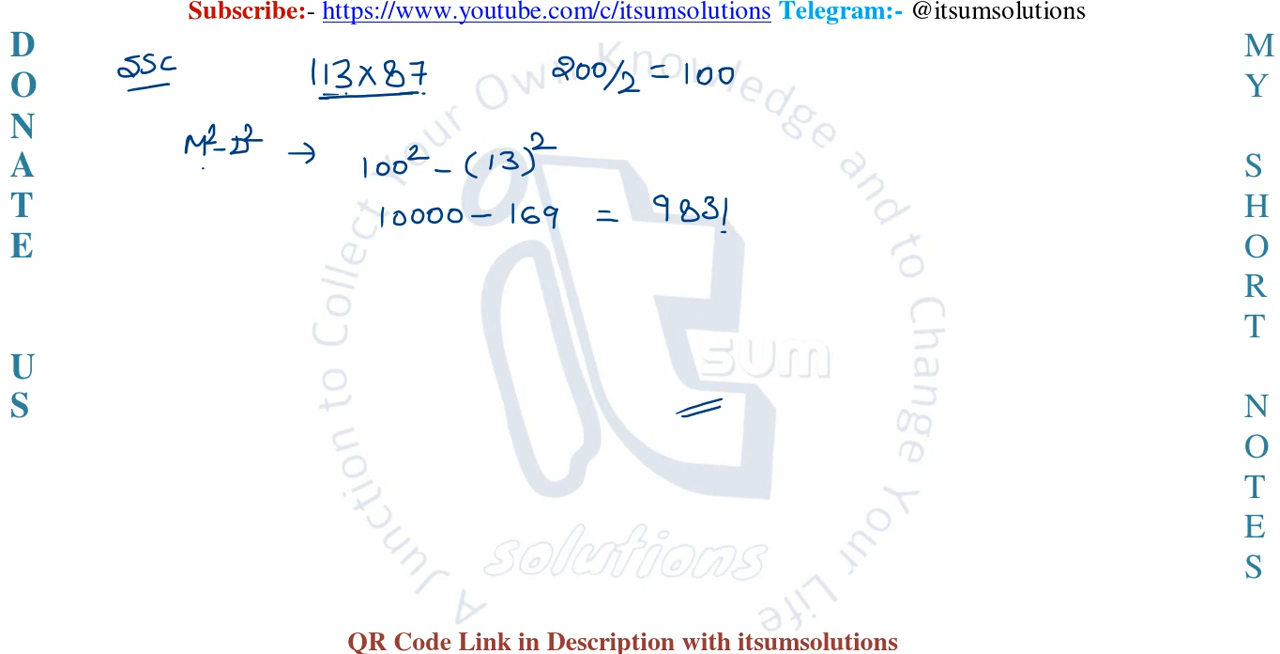 Subscribe:- https://www.youtube.com/c/itsumsolutions Telegram:- @itsumsolutions
DONATE US
MY SHORT NOTES
SSC
113 × 87
200/2 = 100
M² - D² → 100² - (13)²
10000 - 169 = 9831
A Junction to Collect Your Own Knowledge and to Change Your Life
it
sum
solutions
QR Code Link in Description with itsumsolutions